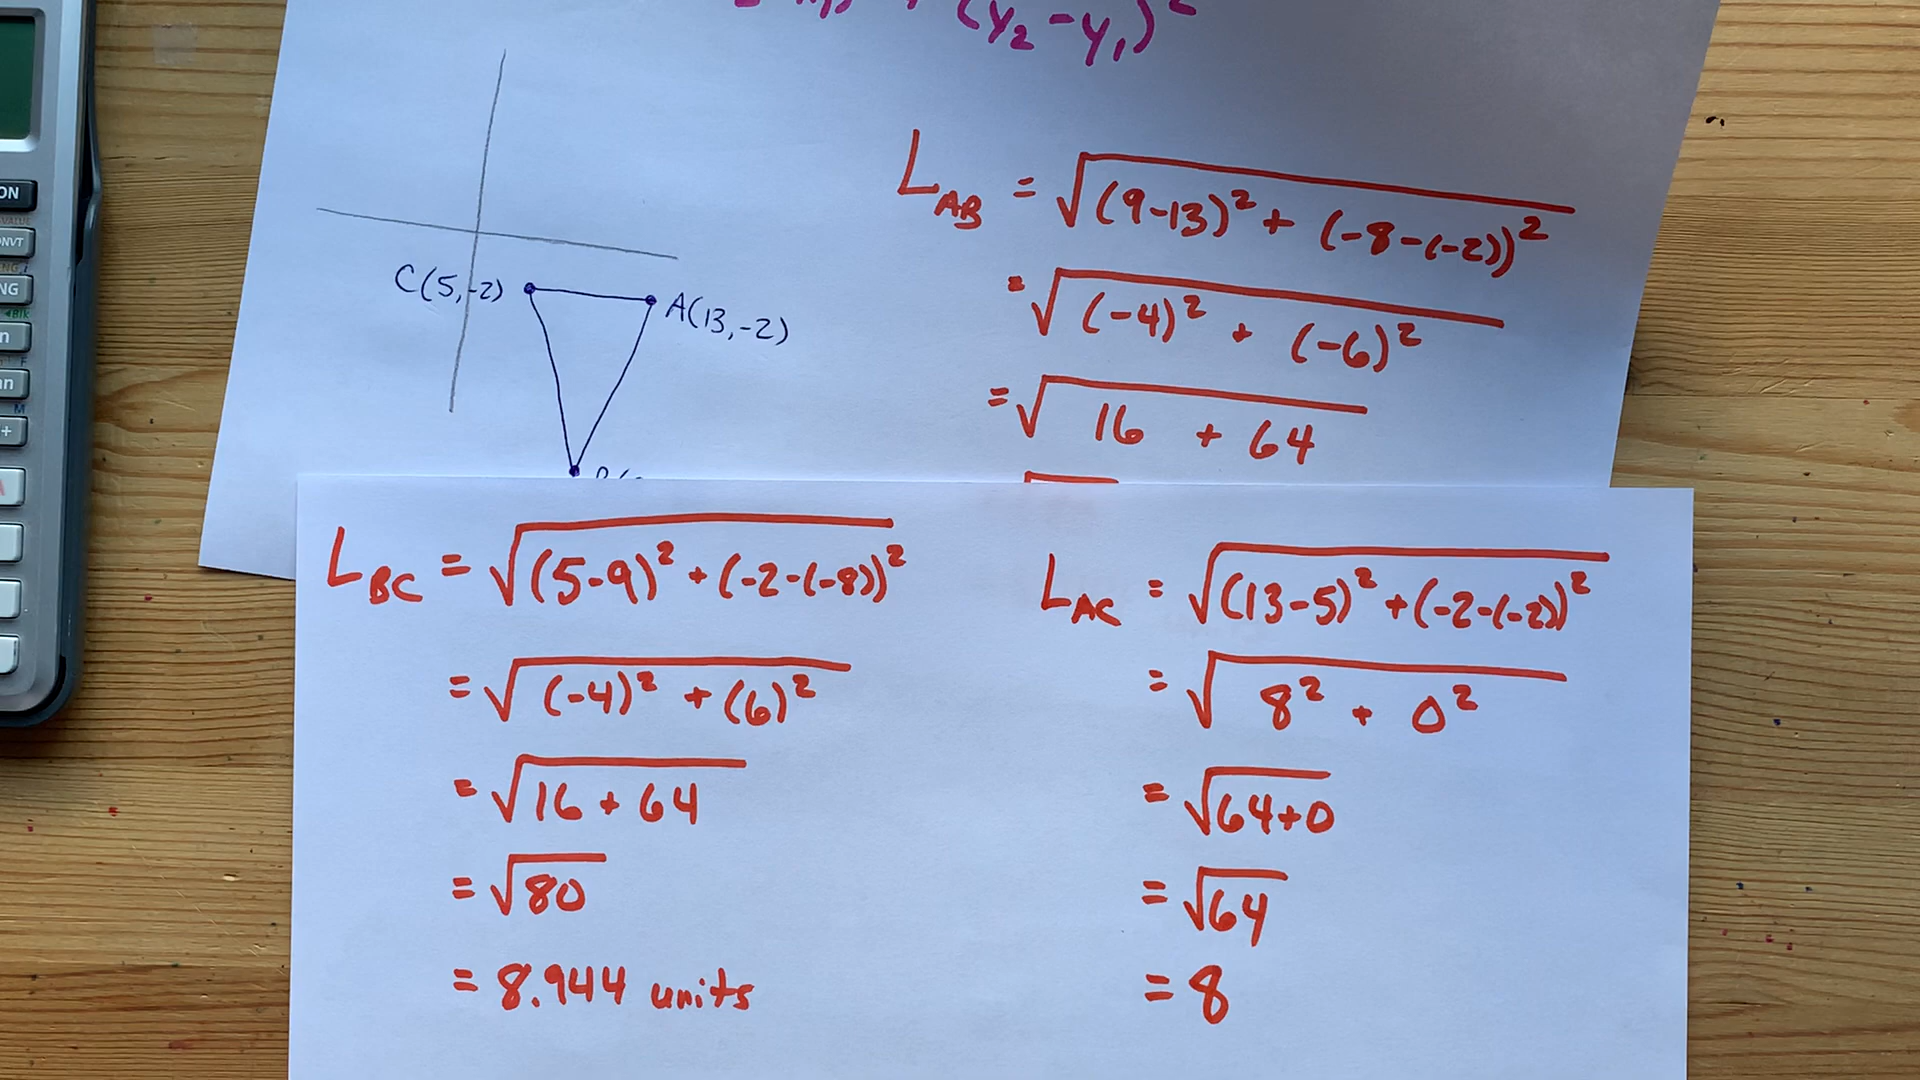 (y₂-y₁)²
C(5,-2)
A(13,-2)
L_AB = √((9-13)² + (-8-(-2))²)
= √((-4)² + (-6)²)
= √(16 + 64)
L_BC = √((5-9)² + (-2-(-8))²)
= √((-4)² + (6)²)
= √(16 + 64)
= √80
= 8.944 units
L_AC = √((13-5)² + (-2-(-2))²)
= √(8² + 0²)
= √(64+0)
= √64
= 8
ON